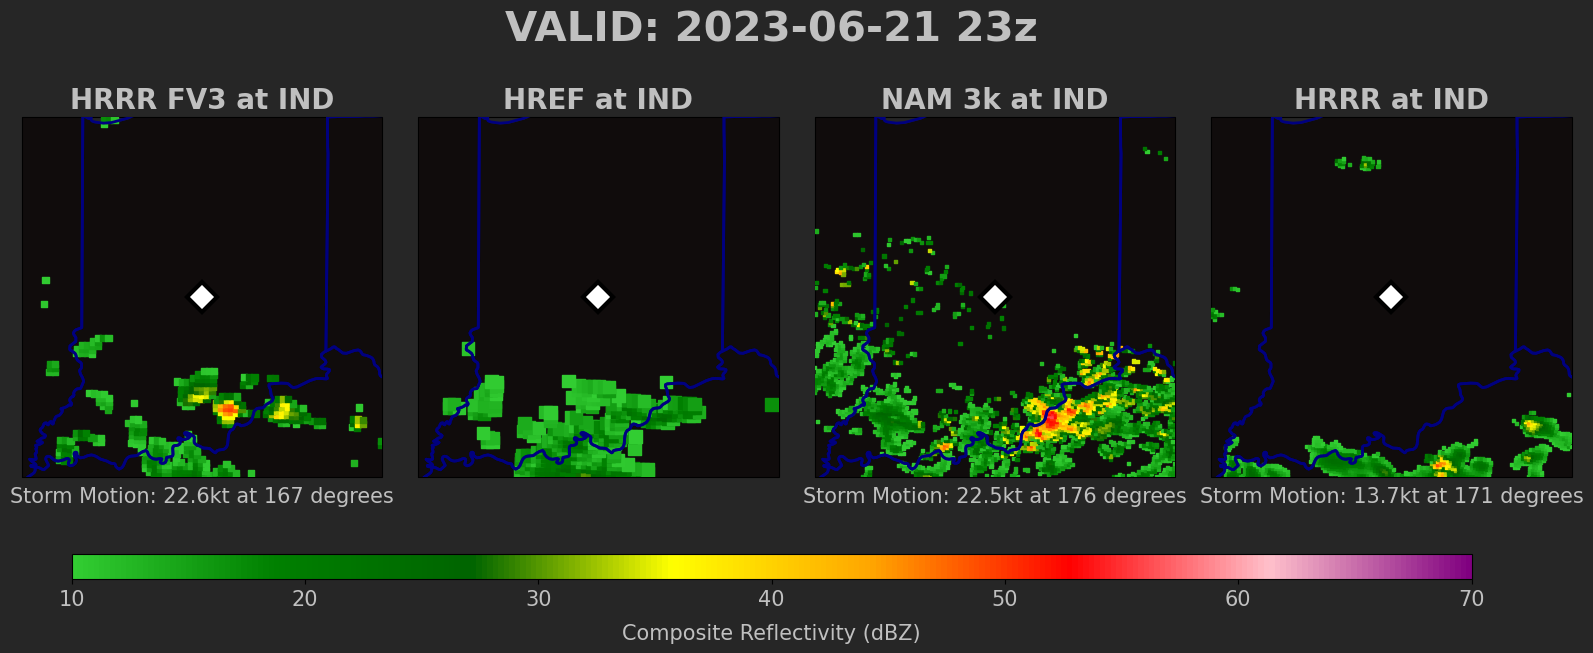 VALID: 2023-06-21 23z
HRRR FV3 at IND
HREF at IND
NAM 3k at IND
HRRR at IND
Storm Motion: 22.6kt at 167 degrees
Storm Motion: 22.5kt at 176 degrees
Storm Motion: 13.7kt at 171 degrees
10 20 30 40 50 60 70
Composite Reflectivity (dBZ)